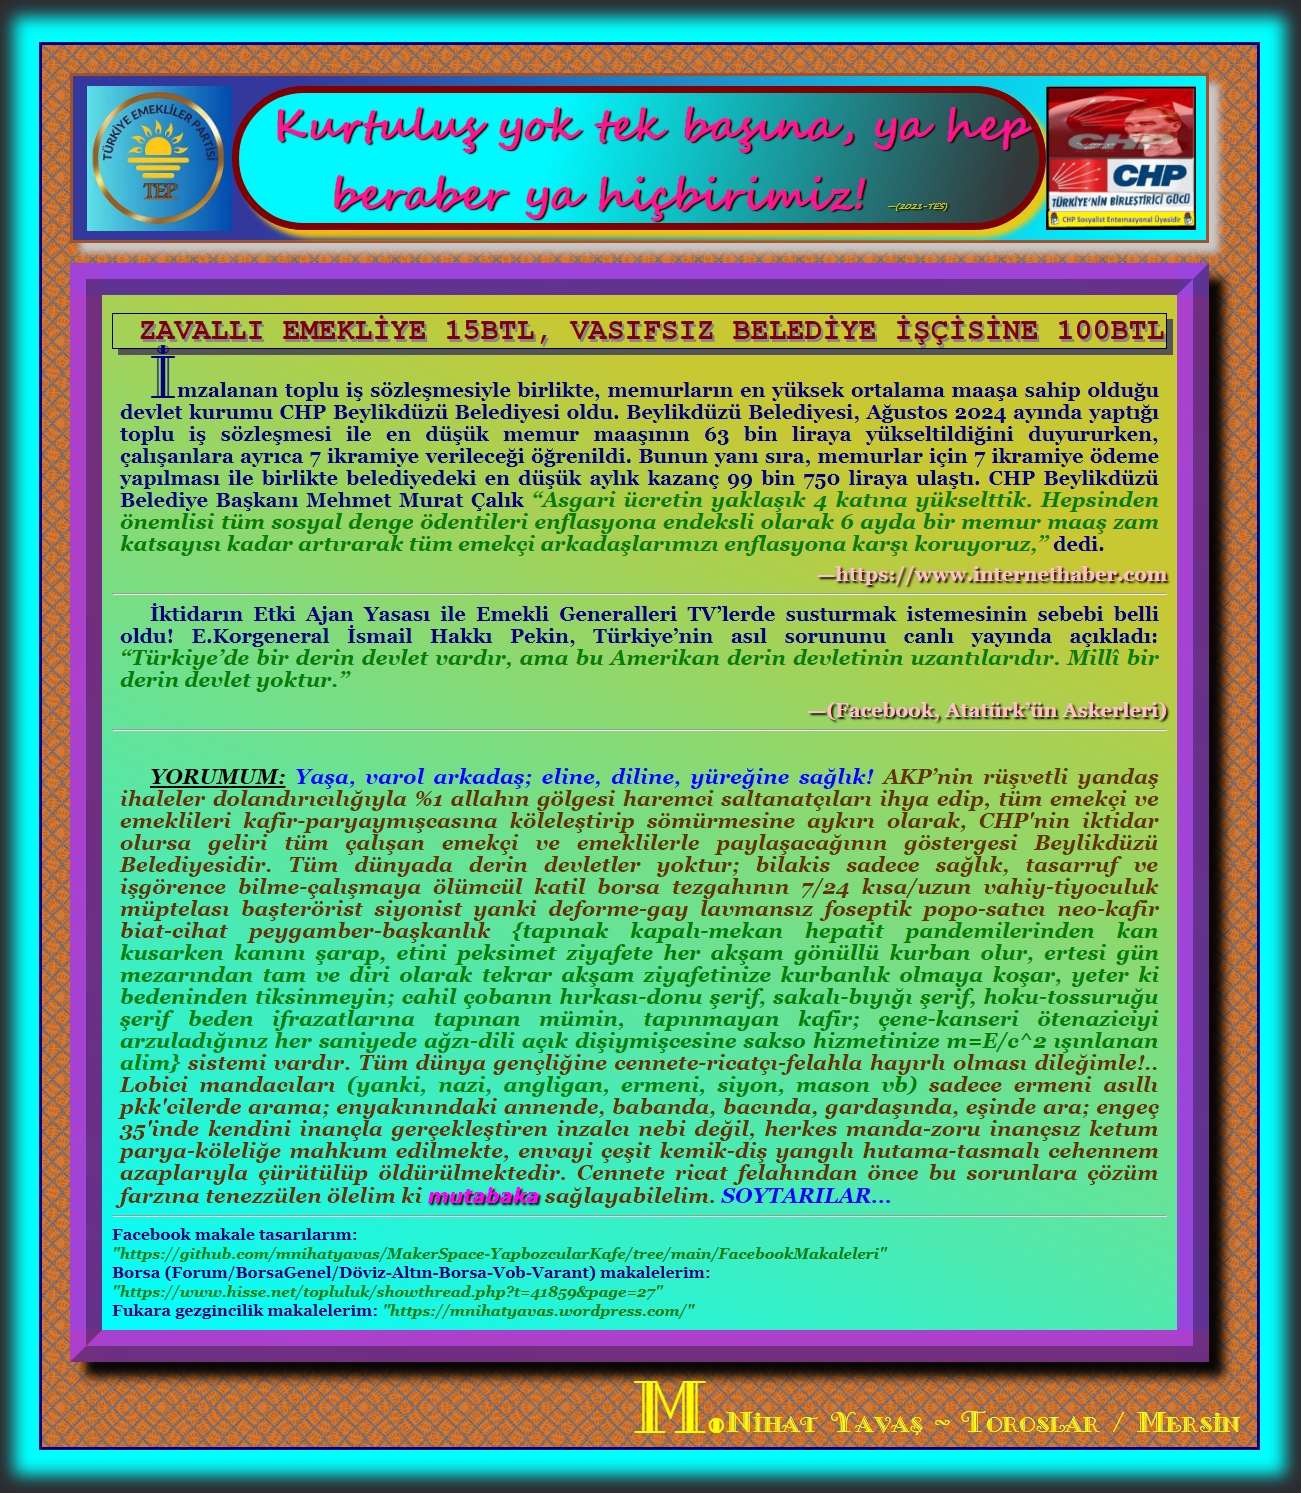 TÜRKİYE EMEKLİLER PARTİSİ
TEP
Kurtuluş yok tek başına, ya hep
beraber ya hiçbirimiz! —(2021-TES)
CHP
CHP
TÜRKİYE'NİN BİRLEŞTİRİCİ GÜCÜ
CHP Sosyalist Enternasyonal Üyesidir
ZAVALLI EMEKLİYE 15BTL, VASIFSIZ BELEDİYE İŞÇİSİNE 100BTL
İmzalanan toplu iş sözleşmesiyle birlikte, memurların en yüksek ortalama maaşa sahip olduğu
devlet kurumu CHP Beylikdüzü Belediyesi oldu. Beylikdüzü Belediyesi, Ağustos 2024 ayında yaptığı
toplu iş sözleşmesi ile en düşük memur maaşının 63 bin liraya yükseltildiğini duyururken,
çalışanlara ayrıca 7 ikramiye verileceği öğrenildi. Bunun yanı sıra, memurlar için 7 ikramiye ödeme
yapılması ile birlikte belediyedeki en düşük aylık kazanç 99 bin 750 liraya ulaştı. CHP Beylikdüzü
Belediye Başkanı Mehmet Murat Çalık “Asgari ücretin yaklaşık 4 katına yükselttik. Hepsinden
önemlisi tüm sosyal denge ödentileri enflasyona endeksli olarak 6 ayda bir memur maaş zam
katsayısı kadar artırarak tüm emekçi arkadaşlarımızı enflasyona karşı koruyoruz,” dedi.
—https://www.internethaber.com
İktidarın Etki Ajan Yasası ile Emekli Generalleri TV’lerde susturmak istemesinin sebebi belli
oldu! E.Korgeneral İsmail Hakkı Pekin, Türkiye’nin asıl sorununu canlı yayında açıkladı:
“Türkiye’de bir derin devlet vardır, ama bu Amerikan derin devletinin uzantılarıdır. Millî bir
derin devlet yoktur.”
—(Facebook, Atatürk’ün Askerleri)
YORUMUM: Yaşa, varol arkadaş; eline, diline, yüreğine sağlık! AKP’nin rüşvetli yandaş
ihaleler dolandırıcılığıyla %1 allahın gölgesi haremci saltanatçıları ihya edip, tüm emekçi ve
emeklileri kafir-paryaymışcasına köleleştirip sömürmesine aykırı olarak, CHP'nin iktidar
olursa geliri tüm çalışan emekçi ve emeklilerle paylaşacağının göstergesi Beylikdüzü
Belediyesidir. Tüm dünyada derin devletler yoktur; bilakis sadece sağlık, tasarruf ve
işgörence bilme-çalışmaya ölümcül katil borsa tezgahının 7/24 kısa/uzun vahiy-tiyoculuk
müptelası başterörist siyonist yanki deforme-gay lavmansız foseptik popo-satıcı neo-kafir
biat-cihat peygamber-başkanlık {tapınak kapalı-mekan hepatit pandemilerinden kan
kusarken kanını şarap, etini peksimet ziyafete her akşam gönüllü kurban olur, ertesi gün
mezarından tam ve diri olarak tekrar akşam ziyafetinize kurbanlık olmaya koşar, yeter ki
bedeninden tiksinmeyin; cahil çobanın hırkası-donu şerif, sakalı-bıyığı şerif, hoku-tossuruğu
şerif beden ifrazatlarına tapınan mümin, tapınmayan kafir; çene-kanseri ötenaziciyi
arzuladığınız her saniyede ağzı-dili açık dişiymişcesine sakso hizmetinize m=E/c^2 ışınlanan
alim} sistemi vardır. Tüm dünya gençliğine cennete-ricatçı-felahla hayırlı olması dileğimle!..
Lobici mandacıları (yanki, nazi, angligan, ermeni, siyon, mason vb) sadece ermeni asıllı
pkk'cilerde arama; enyakınındaki annende, babanda, bacında, gardaşında, eşinde ara; engeç
35'inde kendini inançla gerçekleştiren inzalcı nebi değil, herkes manda-zoru inançsız ketum
parya-köleliğe mahkum edilmekte, envayi çeşit kemik-diş yangılı hutama-tasmalı cehennem
azaplarıyla çürütülüp öldürülmektedir. Cennete ricat felahından önce bu sorunlara çözüm
farzına tenezzülen ölelim ki mutabaka sağlayabilelim. SOYTARILAR...
Facebook makale tasarılarım:
"https://github.com/mnihatyavas/MakerSpace-YapbozcularKafe/tree/main/FacebookMakaleleri"
Borsa (Forum/BorsaGenel/Döviz-Altın-Borsa-Vob-Varant) makalelerim:
"https://www.hisse.net/topluluk/showthread.php?t=41859&page=27"
Fukara gezgincilik makalelerim: "https://mnihatyavas.wordpress.com/"
M.Nihat Yavaş ~ Toroslar / Mersin